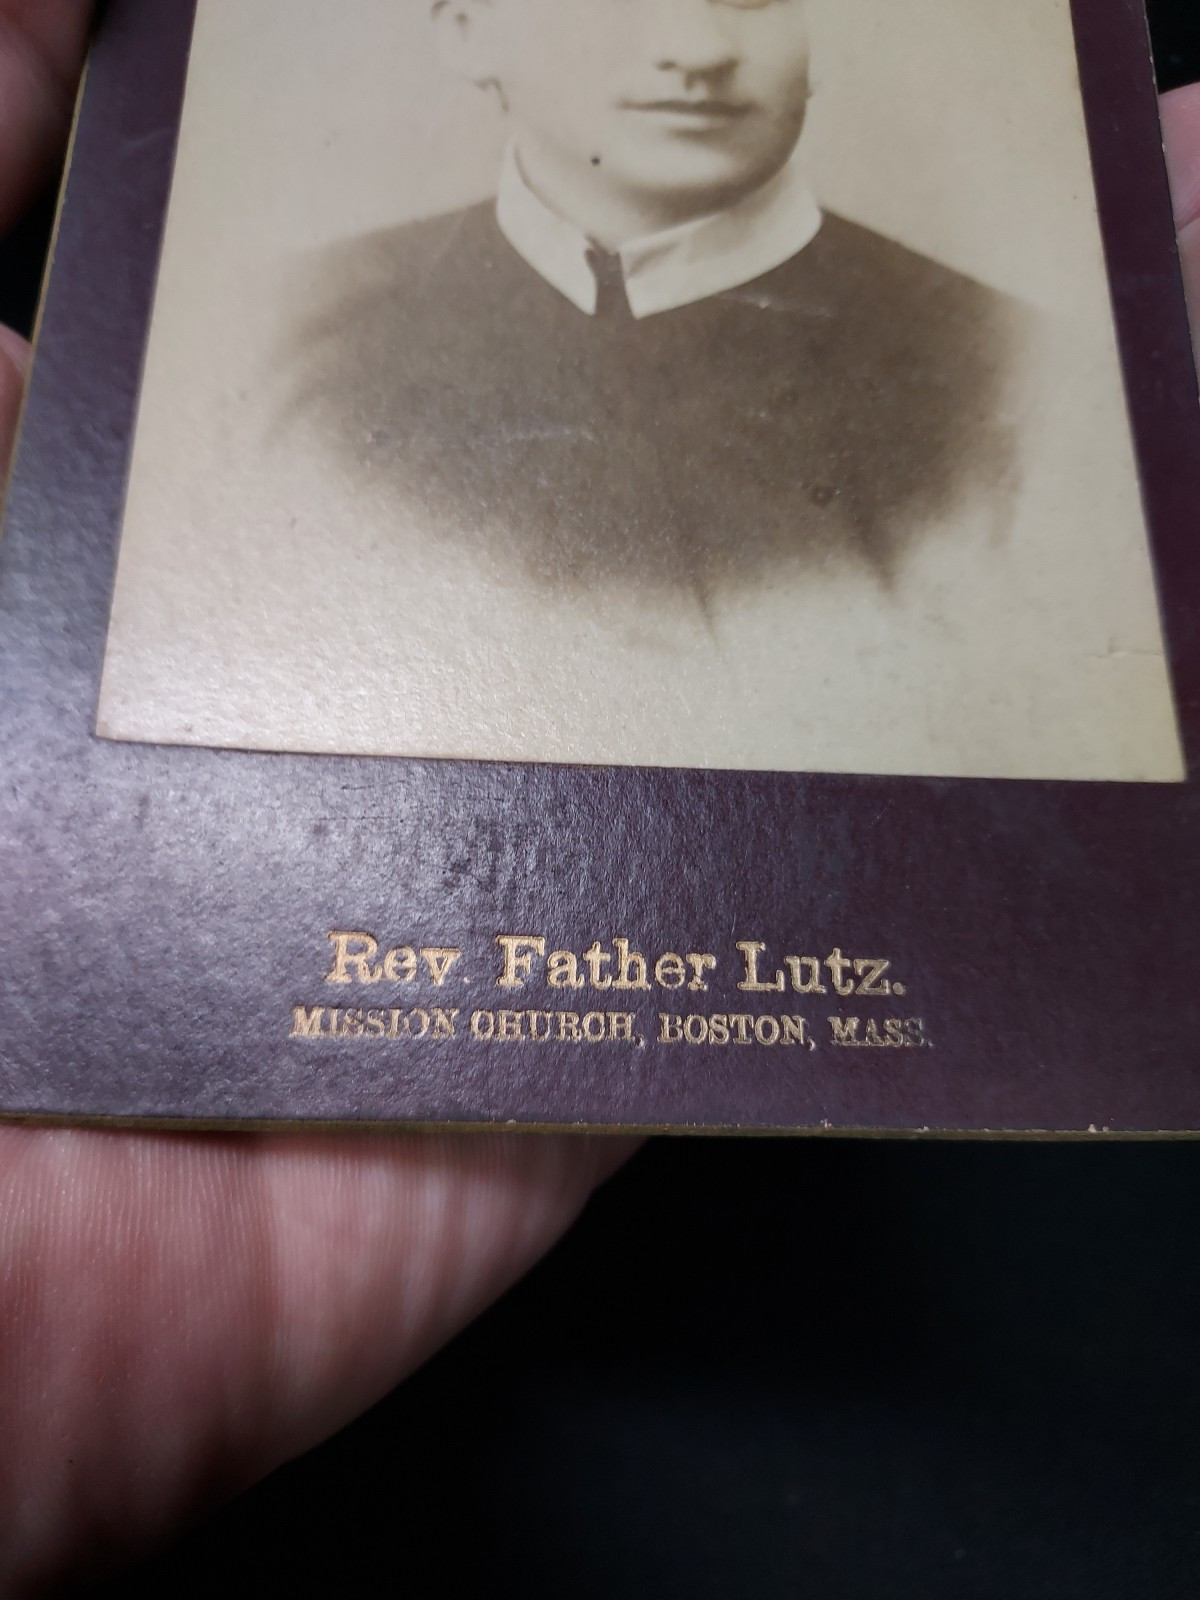 Rev. Father Lutz.
MISSION CHURCH, BOSTON, MASS.